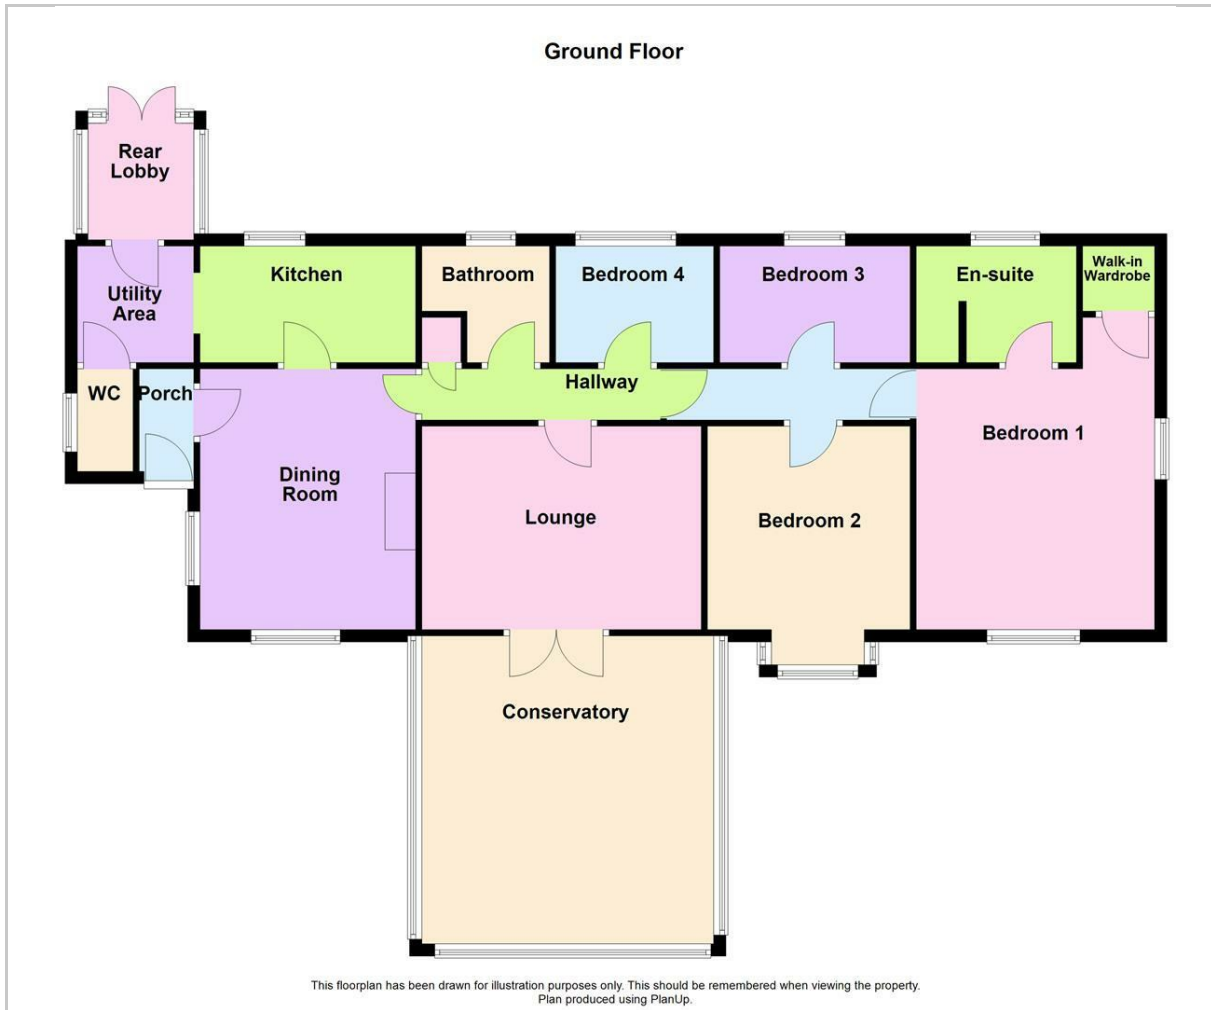 Ground Floor
Rear
Lobby
Kitchen
Bathroom
Bedroom 4
Bedroom 3
En-suite
Walk-in
Wardrobe
Utility
Area
Hallway
WC
Porch
Bedroom 1
Dining
Room
Lounge
Bedroom 2
Conservatory
This floorplan has been drawn for illustration purposes only. This should be remembered when viewing the property.
Plan produced using PlanUp.